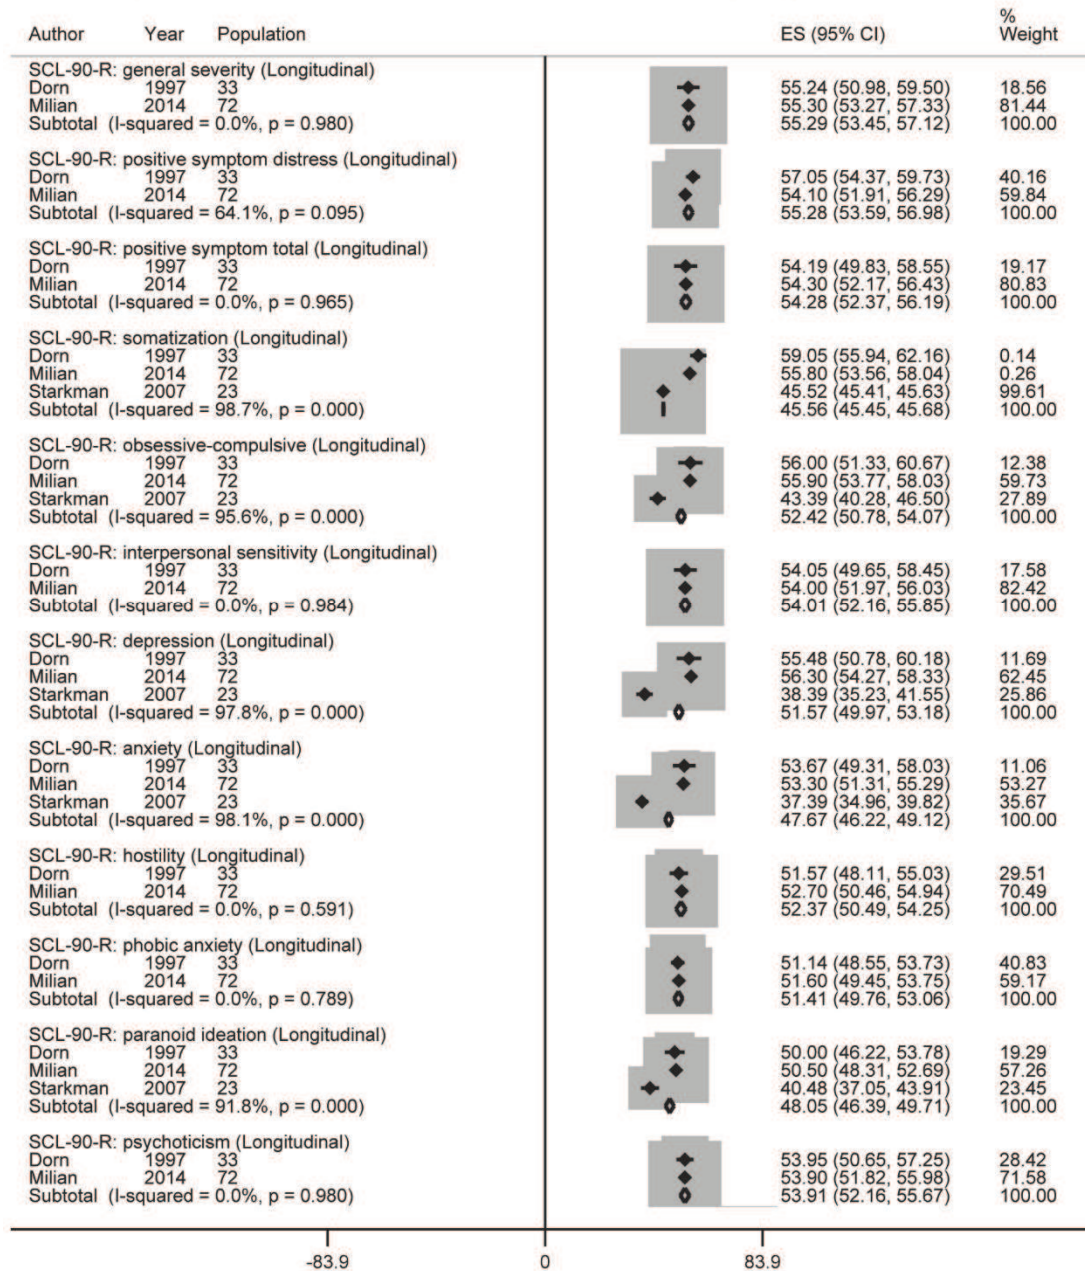 Author Year Population ES (95% CI) % Weight
SCL-90-R: general severity (Longitudinal)
Dorn 1997 33 55.24 (50.98, 59.50) 18.56
Milian 2014 72 55.30 (53.27, 57.33) 81.44
Subtotal (I-squared = 0.0%, p = 0.980) 55.29 (53.45, 57.12) 100.00
SCL-90-R: positive symptom distress (Longitudinal)
Dorn 1997 33 57.05 (54.37, 59.73) 40.16
Milian 2014 72 54.10 (51.91, 56.29) 59.84
Subtotal (I-squared = 64.1%, p = 0.095) 55.28 (53.59, 56.98) 100.00
SCL-90-R: positive symptom total (Longitudinal)
Dorn 1997 33 54.19 (49.83, 58.55) 19.17
Milian 2014 72 54.30 (52.17, 56.43) 80.83
Subtotal (I-squared = 0.0%, p = 0.965) 54.28 (52.37, 56.19) 100.00
SCL-90-R: somatization (Longitudinal)
Dorn 1997 33 59.05 (55.94, 62.16) 0.14
Milian 2014 72 55.80 (53.56, 58.04) 0.26
Starkman 2007 23 45.52 (45.41, 45.63) 99.61
Subtotal (I-squared = 98.7%, p = 0.000) 45.56 (45.45, 45.68) 100.00
SCL-90-R: obsessive-compulsive (Longitudinal)
Dorn 1997 33 56.00 (51.33, 60.67) 12.38
Milian 2014 72 55.90 (53.77, 58.03) 59.73
Starkman 2007 23 43.39 (40.28, 46.50) 27.89
Subtotal (I-squared = 95.6%, p = 0.000) 52.42 (50.78, 54.07) 100.00
SCL-90-R: interpersonal sensitivity (Longitudinal)
Dorn 1997 33 54.05 (49.65, 58.45) 17.58
Milian 2014 72 54.00 (51.97, 56.03) 82.42
Subtotal (I-squared = 0.0%, p = 0.984) 54.01 (52.16, 55.85) 100.00
SCL-90-R: depression (Longitudinal)
Dorn 1997 33 55.48 (50.78, 60.18) 11.69
Milian 2014 72 56.30 (54.27, 58.33) 62.45
Starkman 2007 23 38.39 (35.23, 41.55) 25.86
Subtotal (I-squared = 97.8%, p = 0.000) 51.57 (49.97, 53.18) 100.00
SCL-90-R: anxiety (Longitudinal)
Dorn 1997 33 53.67 (49.31, 58.03) 11.06
Milian 2014 72 53.30 (51.31, 55.29) 53.27
Starkman 2007 23 37.39 (34.96, 39.82) 35.67
Subtotal (I-squared = 98.1%, p = 0.000) 47.67 (46.22, 49.12) 100.00
SCL-90-R: hostility (Longitudinal)
Dorn 1997 33 51.57 (48.11, 55.03) 29.51
Milian 2014 72 52.70 (50.46, 54.94) 70.49
Subtotal (I-squared = 0.0%, p = 0.591) 52.37 (50.49, 54.25) 100.00
SCL-90-R: phobic anxiety (Longitudinal)
Dorn 1997 33 51.14 (48.55, 53.73) 40.83
Milian 2014 72 51.60 (49.45, 53.75) 59.17
Subtotal (I-squared = 0.0%, p = 0.789) 51.41 (49.76, 53.06) 100.00
SCL-90-R: paranoid ideation (Longitudinal)
Dorn 1997 33 50.00 (46.22, 53.78) 19.29
Milian 2014 72 50.50 (48.31, 52.69) 57.26
Starkman 2007 23 40.48 (37.05, 43.91) 23.45
Subtotal (I-squared = 91.8%, p = 0.000) 48.05 (46.39, 49.71) 100.00
SCL-90-R: psychoticism (Longitudinal)
Dorn 1997 33 53.95 (50.65, 57.25) 28.42
Milian 2014 72 53.90 (51.82, 55.98) 71.58
Subtotal (I-squared = 0.0%, p = 0.980) 53.91 (52.16, 55.67) 100.00
-83.9 0 83.9